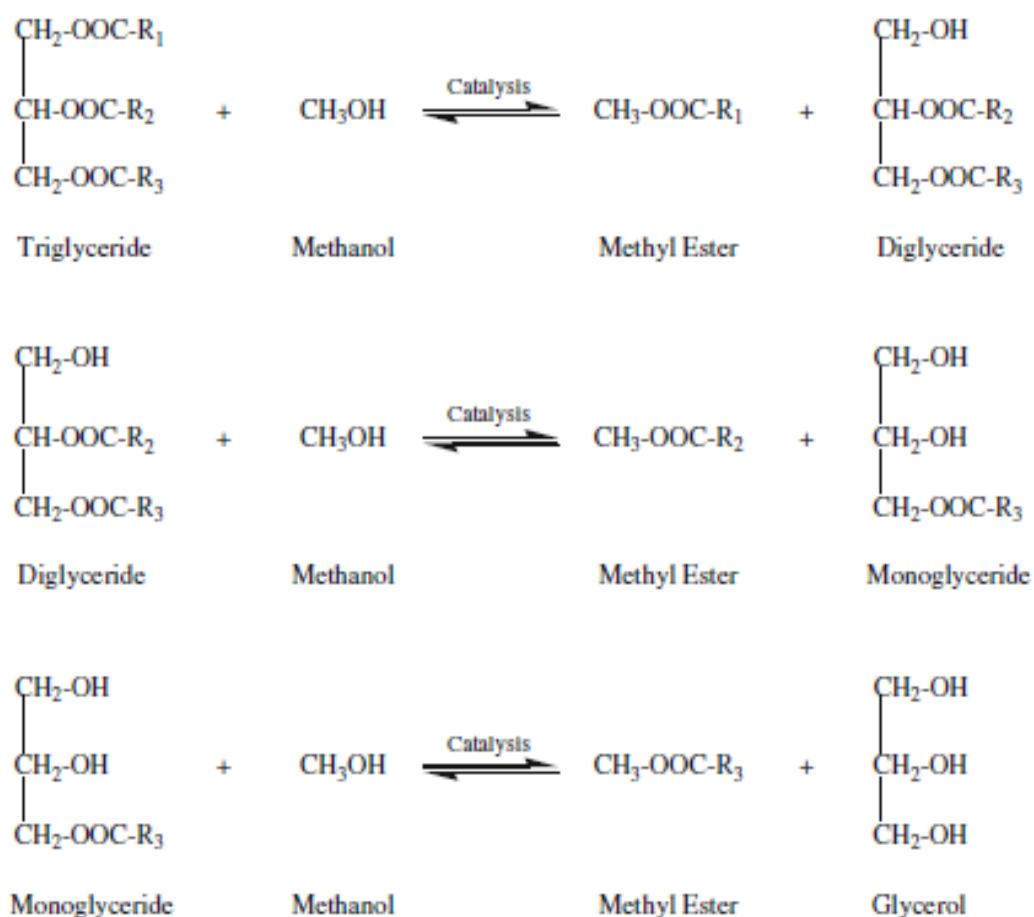 CH₂-OOC-R₁ CH₂-OH
Catalysis
CH-OOC-R₂ + CH₃OH CH₃-OOC-R₁ + CH-OOC-R₂
CH₂-OOC-R₃ CH₂-OOC-R₃
Triglyceride Methanol Methyl Ester Diglyceride
CH₂-OH CH₂-OH
Catalysis
CH-OOC-R₂ + CH₃OH CH₃-OOC-R₂ + CH₂-OH
CH₂-OOC-R₃ CH₂-OOC-R₃
Diglyceride Methanol Methyl Ester Monoglyceride
CH₂-OH CH₂-OH
Catalysis
CH₂-OH + CH₃OH CH₃-OOC-R₃ + CH₂-OH
CH₂-OOC-R₃ CH₂-OH
Monoglyceride Methanol Methyl Ester Glycerol